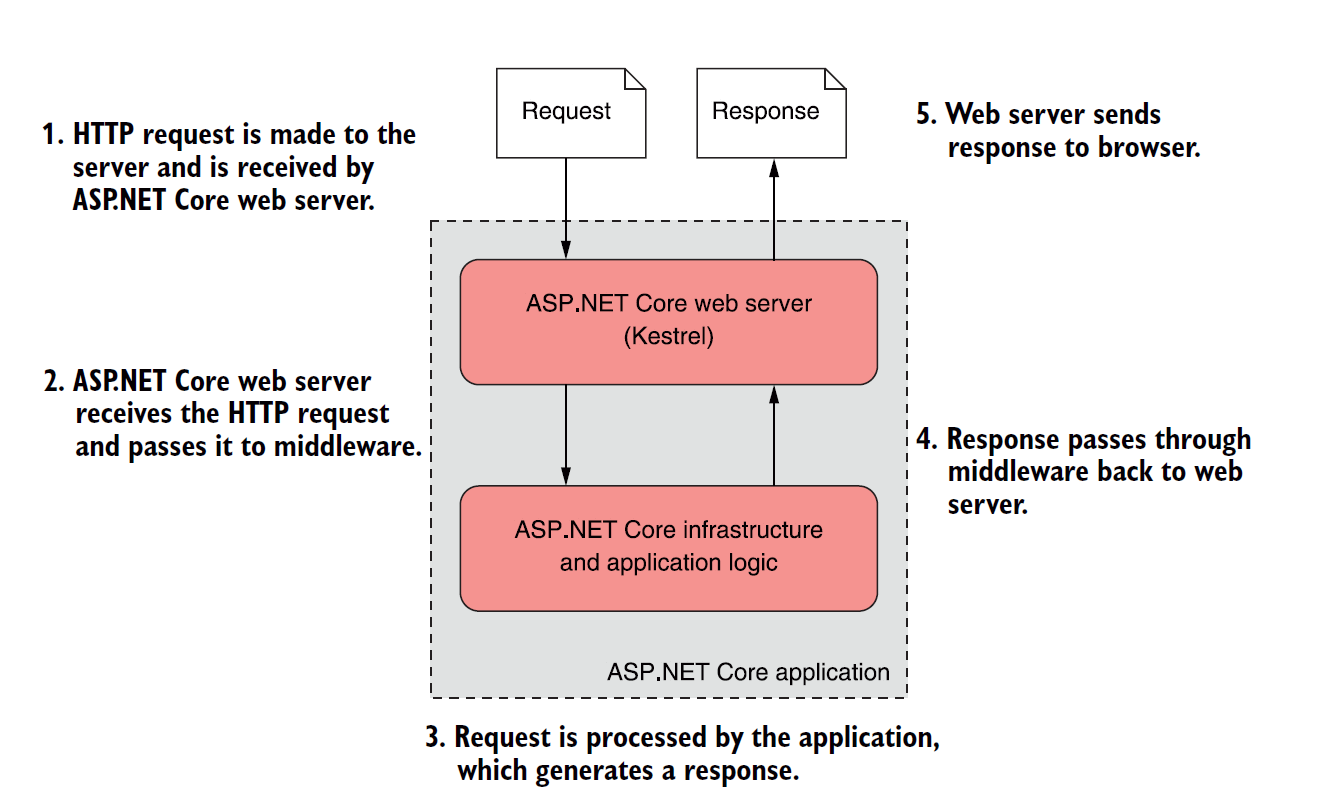 Request
Response
1. HTTP request is made to the
server and is received by
ASP.NET Core web server.
5. Web server sends
response to browser.
ASP.NET Core web server
(Kestrel)
2. ASP.NET Core web server
receives the HTTP request
and passes it to middleware.
4. Response passes through
middleware back to web
server.
ASP.NET Core infrastructure
and application logic
ASP.NET Core application
3. Request is processed by the application,
which generates a response.